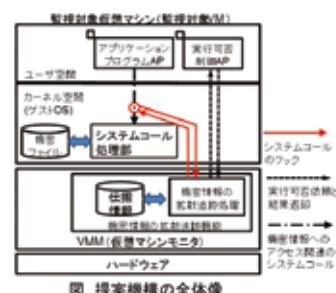 監視対象仮想マシン(監視対象VM)
アプリケーション
プログラムAP
実行可否
制御AP
ユーザ空間
カーネル空間
(ゲストOS)
機密
ファイル
システムコール
処理部
システムコール
のフック
伝搬
情報
機密情報の
拡散追跡処理
機密情報の拡散追跡機能
VMM(仮想マシンモニタ)
実行可否依頼と
結果返却
機密情報への
アクセス関連の
システムコール
ハードウェア
図 提案機構の全体像